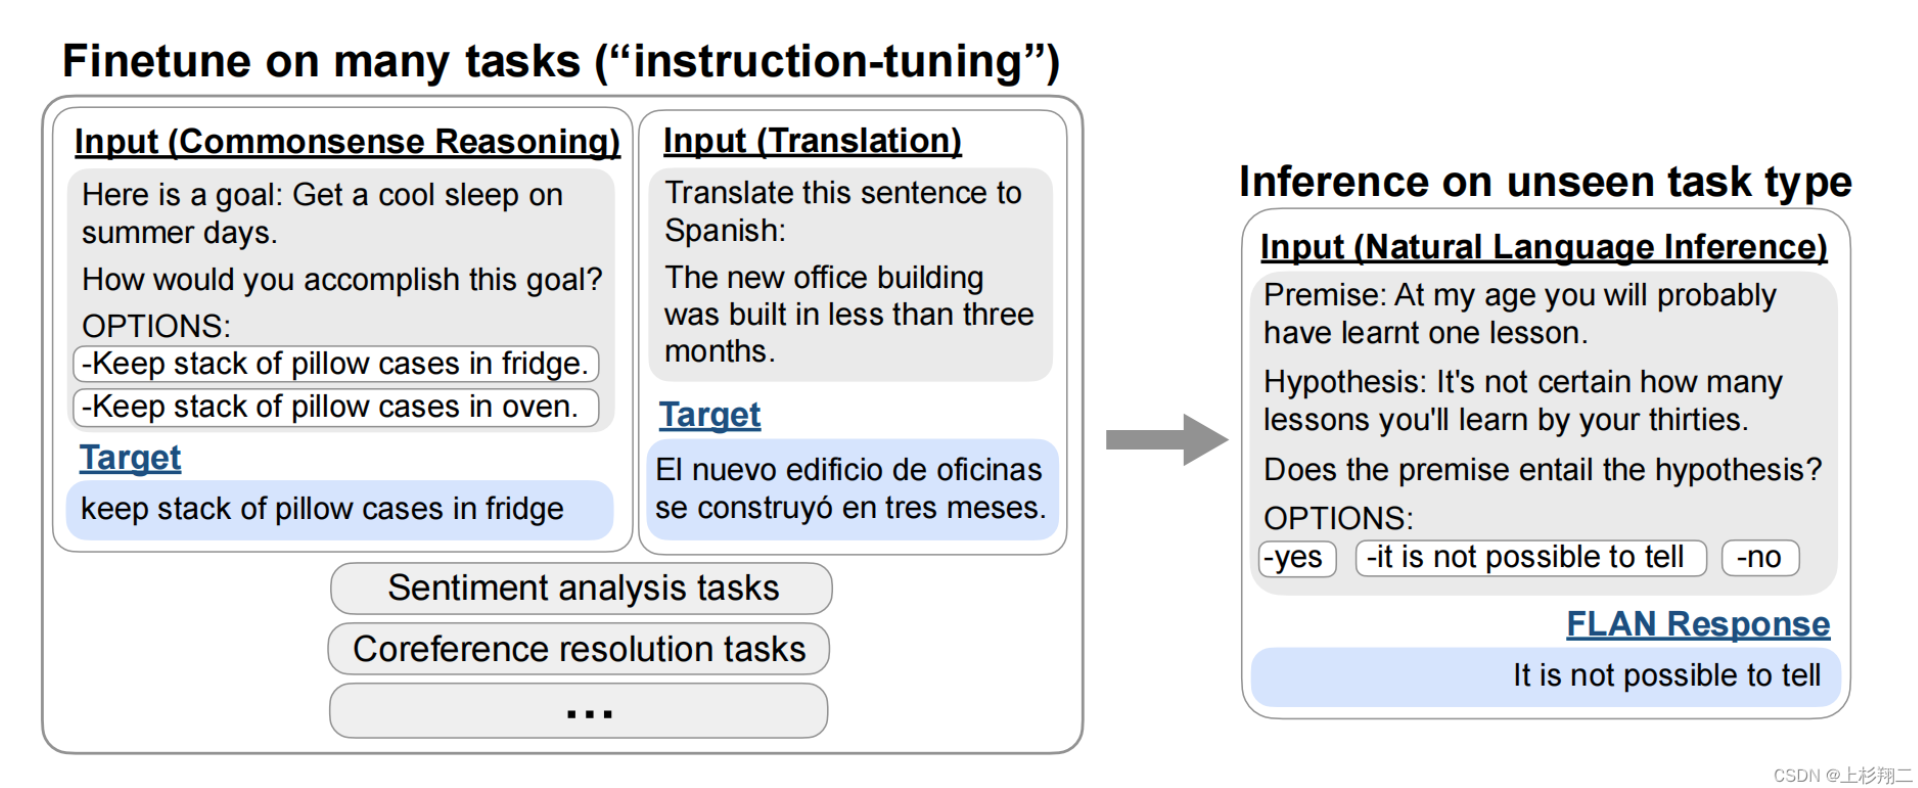 Finetune on many tasks (“instruction-tuning”)
Input (Commonsense Reasoning)
Here is a goal: Get a cool sleep on
summer days.
How would you accomplish this goal?
OPTIONS:
-Keep stack of pillow cases in fridge.
-Keep stack of pillow cases in oven.
Target
keep stack of pillow cases in fridge
Input (Translation)
Translate this sentence to
Spanish:
The new office building
was built in less than three
months.
Target
El nuevo edificio de oficinas
se construyó en tres meses.
Sentiment analysis tasks
Coreference resolution tasks
...
Inference on unseen task type
Input (Natural Language Inference)
Premise: At my age you will probably
have learnt one lesson.
Hypothesis: It's not certain how many
lessons you'll learn by your thirties.
Does the premise entail the hypothesis?
OPTIONS:
-yes -it is not possible to tell -no
FLAN Response
It is not possible to tell
CSDN @上杉翔二